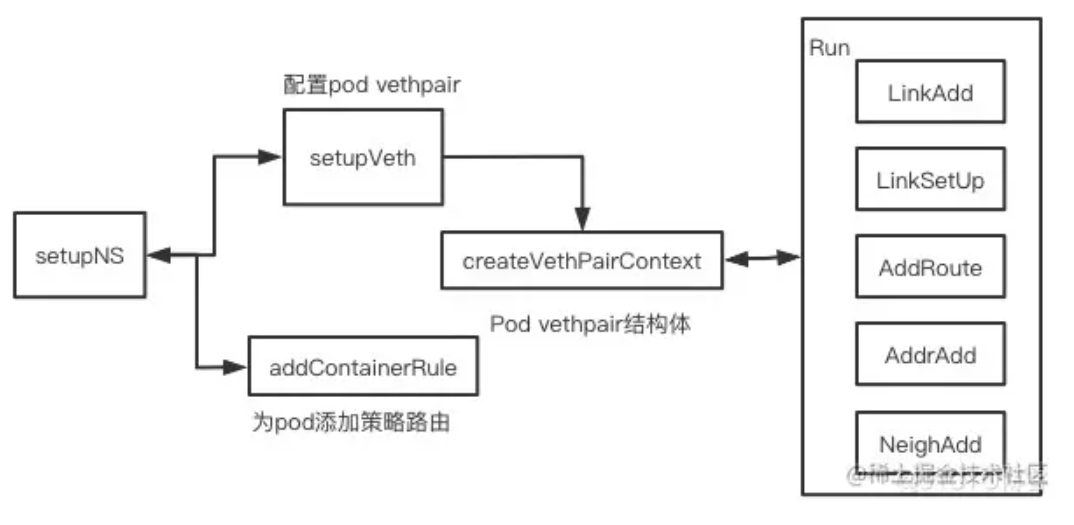 Run
LinkAdd
配置pod vethpair
setupVeth
LinkSetUp
setupNS
createVethPairContext
AddRoute
Pod vethpair结构体
addContainerRule
AddrAdd
为pod添加策略路由
NeighAdd
@稀土掘金技术社区